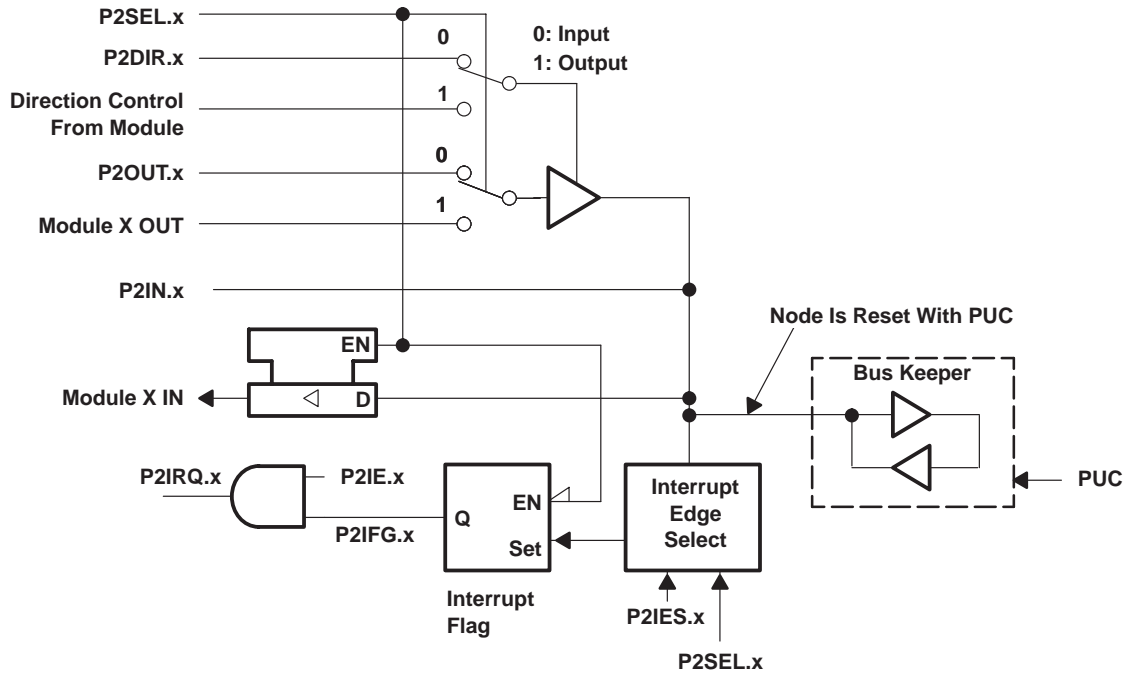 P2SEL.x
0
0: Input
1: Output
P2DIR.x
1
Direction Control
From Module
0
P2OUT.x
1
Module X OUT
P2IN.x
Node Is Reset With PUC
EN
Bus Keeper
Module X IN
D
P2IRQ.x
P2IE.x
P2IFG.x
Q
EN
Set
Interrupt
Edge
Select
PUC
Interrupt
Flag
P2IES.x
P2SEL.x